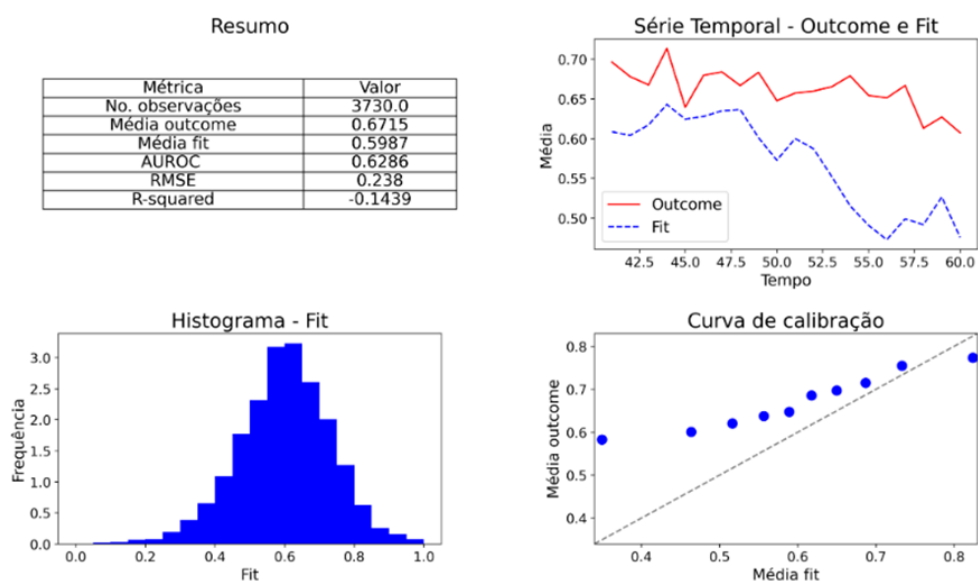 Resumo
Métrica Valor
No. observações 3730.0
Média outcome 0.6715
Média fit 0.5987
AUROC 0.6286
RMSE 0.238
R-squared -0.1439
Série Temporal - Outcome e Fit
Média
0.70
0.65
0.60
0.55
0.50
Outcome
Fit
42.5 45.0 47.5 50.0 52.5 55.0 57.5 60.0
Tempo
Histograma - Fit
Frequência
3.0
2.5
2.0
1.5
1.0
0.5
0.0
0.0 0.2 0.4 0.6 0.8 1.0
Fit
Curva de calibração
Média outcome
0.8
0.7
0.6
0.5
0.4
0.4 0.5 0.6 0.7 0.8
Média fit